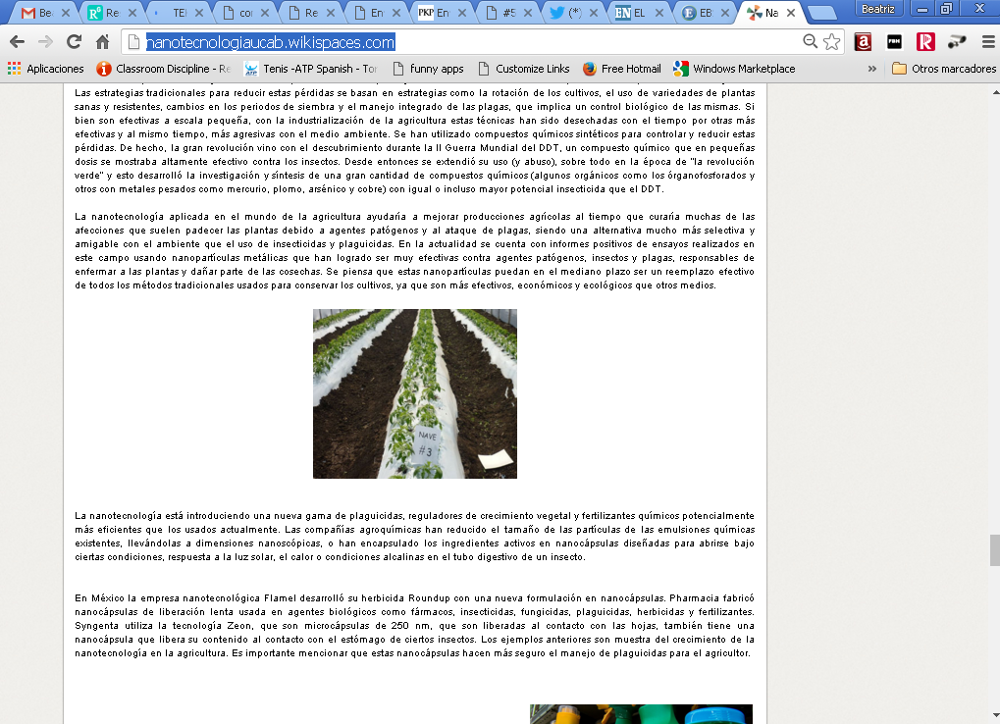 Be
Re
TEI
coi
Re
En
PKP En
#5
(*)
EN EL
EB
Na
Beatriz
nanotecnologiaucab.wikispaces.com
Aplicaciones
Classroom Discipline - Re
Tenis -ATP Spanish - Tor
funny apps
Customize Links
Free Hotmail
Windows Marketplace
»
Otros marcadores
Las estrategias tradicionales para reducir estas pérdidas se basan en estrategias como la rotación de los cultivos, el uso de variedades de plantas
sanas y resistentes, cambios en los periodos de siembra y el manejo integrado de las plagas, que implica un control biológico de las mismas. Si
bien son efectivas a escala pequeña, con la industrialización de la agricultura estas técnicas han sido desechadas con el tiempo por otras más
efectivas y al mismo tiempo, más agresivas con el medio ambiente. Se han utilizado compuestos químicos sintéticos para controlar y reducir estas
pérdidas. De hecho, la gran revolución vino con el descubrimiento durante la II Guerra Mundial del DDT, un compuesto químico que en pequeñas
dosis se mostraba altamente efectivo contra los insectos. Desde entonces se extendió su uso (y abuso), sobre todo en la época de "la revolución
verde" y esto desarrolló la investigación y síntesis de una gran cantidad de compuestos químicos (algunos orgánicos como los órganofosforados y
otros con metales pesados como mercurio, plomo, arsénico y cobre) con igual o incluso mayor potencial insecticida que el DDT.
La nanotecnología aplicada en el mundo de la agricultura ayudaría a mejorar producciones agrícolas al tiempo que curaría muchas de las
afecciones que suelen padecer las plantas debido a agentes patógenos y al ataque de plagas, siendo una alternativa mucho más selectiva y
amigable con el ambiente que el uso de insecticidas y plaguicidas. En la actualidad se cuenta con informes positivos de ensayos realizados en
este campo usando nanopartículas metálicas que han logrado ser muy efectivas contra agentes patógenos, insectos y plagas, responsables de
enfermar a las plantas y dañar parte de las cosechas. Se piensa que estas nanopartículas puedan en el mediano plazo ser un reemplazo efectivo
de todos los métodos tradicionales usados para conservar los cultivos, ya que son más efectivos, económicos y ecológicos que otros medios.
NAVE
#3
La nanotecnología está introduciendo una nueva gama de plaguicidas, reguladores de crecimiento vegetal y fertilizantes químicos potencialmente
más eficientes que los usados actualmente. Las compañías agroquímicas han reducido el tamaño de las partículas de las emulsiones químicas
existentes, llevándolas a dimensiones nanoscópicas, o han encapsulado los ingredientes activos en nanocápsulas diseñadas para abrirse bajo
ciertas condiciones, respuesta a la luz solar, el calor o condiciones alcalinas en el tubo digestivo de un insecto.
En México la empresa nanotecnológica Flamel desarrolló su herbicida Roundup con una nueva formulación en nanocápsulas. Pharmacia fabricó
nanocápsulas de liberación lenta usada en agentes biológicos como fármacos, insecticidas, fungicidas, plaguicidas, herbicidas y fertilizantes.
Syngenta utiliza la tecnología Zeon, que son microcápsulas de 250 nm, que son liberadas al contacto con las hojas, también tiene una
nanocápsula que libera su contenido al contacto con el estómago de ciertos insectos. Los ejemplos anteriores son muestra del crecimiento de la
nanotecnología en la agricultura. Es importante mencionar que estas nanocápsulas hacen más seguro el manejo de plaguicidas para el agricultor.